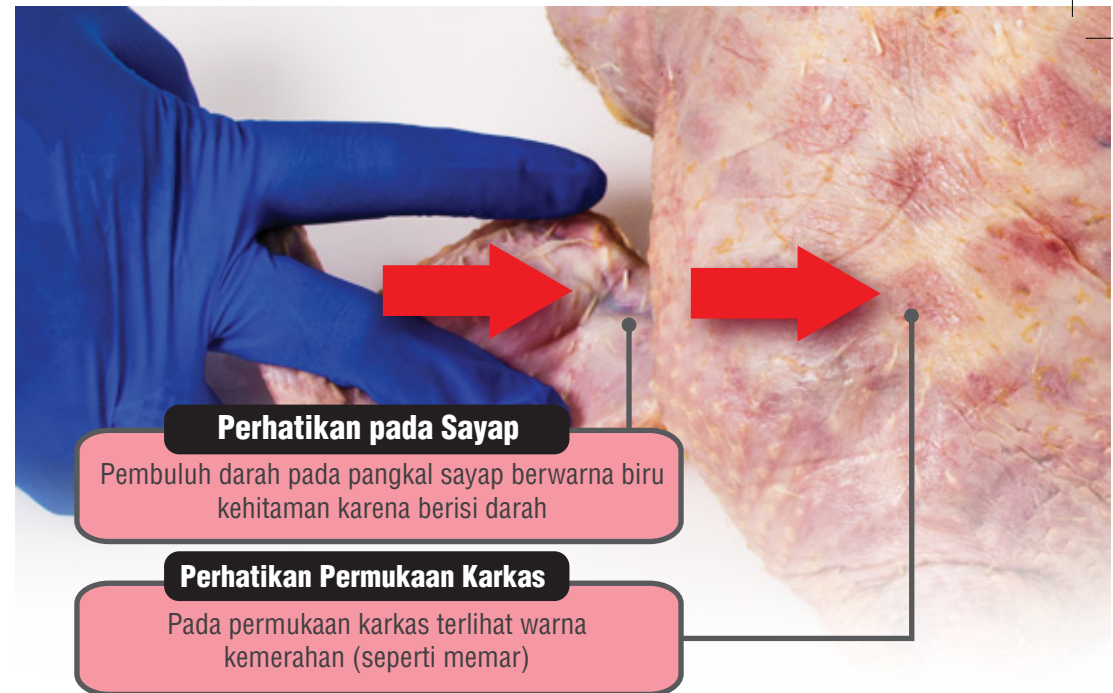 Perhatikan pada Sayap
Pembuluh darah pada pangkal sayap berwarna biru
kehitaman karena berisi darah
Perhatikan Permukaan Karkas
Pada permukaan karkas terlihat warna
kemerahan (seperti memar)